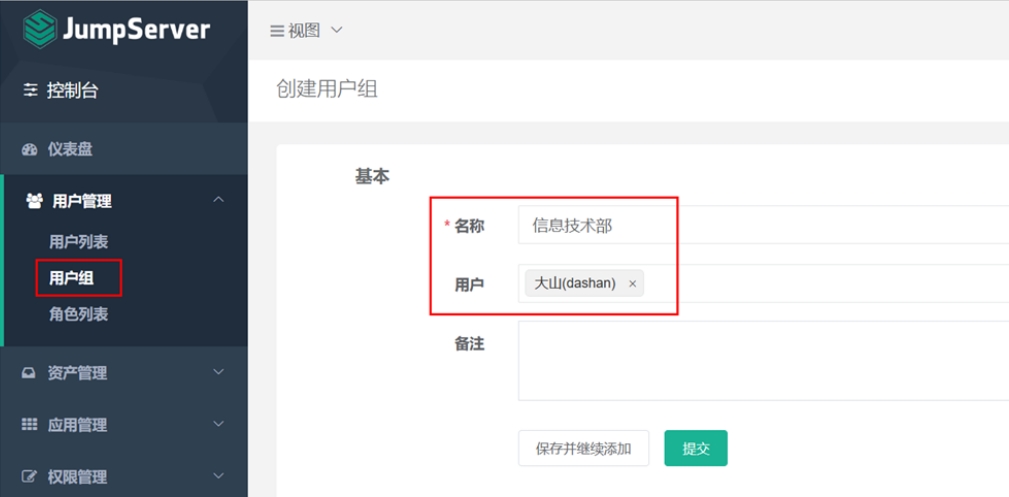 JumpServer
控制台
仪表盘
用户管理
用户列表
用户组
角色列表
资产管理
应用管理
权限管理
视图
创建用户组
基本
* 名称 信息技术部
用户 大山(dashan) ×
备注
保存并继续添加 提交